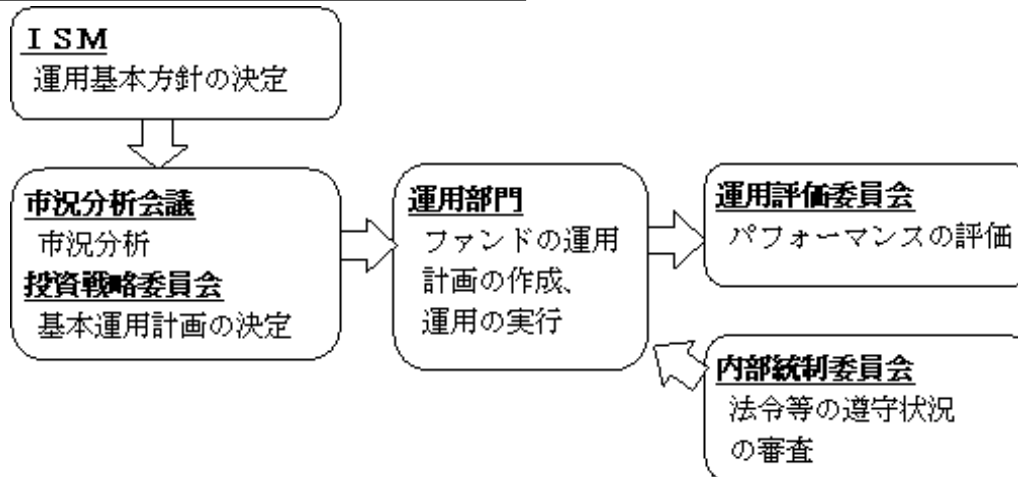 ＩＳＭ
運用基本方針の決定
市況分析会議
市況分析
投資戦略委員会
基本運用計画の決定
運用部門
ファンドの運用
計画の作成、
運用の実行
運用評価委員会
パフォーマンスの評価
内部統制委員会
法令等の遵守状況
の審査